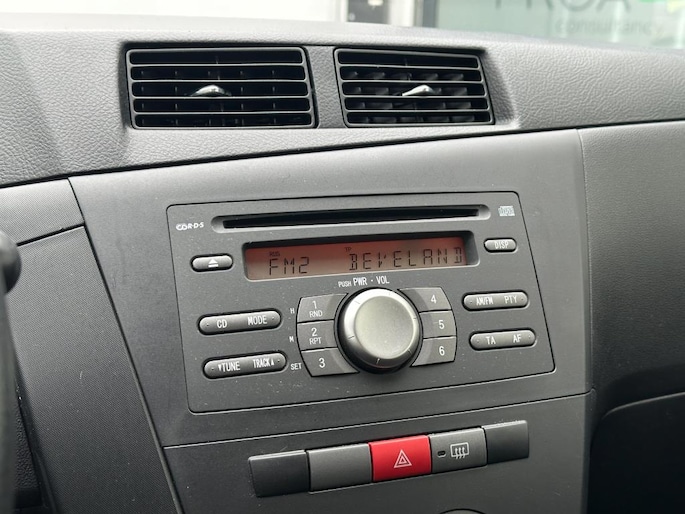 consultancy
R·D·S
DISP
FM2 BEVELAND
PUSH PWR · VOL
CD MODE
H 1 RND
4
AM/FM PTY
M 2 RPT
5
TA AF
∨TUNE TRACK∧
SET 3
6